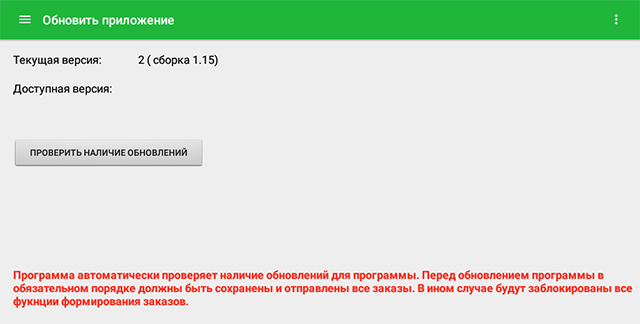 Обновить приложение
Текущая версия: 2 ( сборка 1.15)
Доступная версия:
ПРОВЕРИТЬ НАЛИЧИЕ ОБНОВЛЕНИЙ
Программа автоматически проверяет наличие обновлений для программы. Перед обновлением программы в
обязательном порядке должны быть сохранены и отправлены все заказы. В ином случае будут заблокированы все
фукнции формирования заказов.